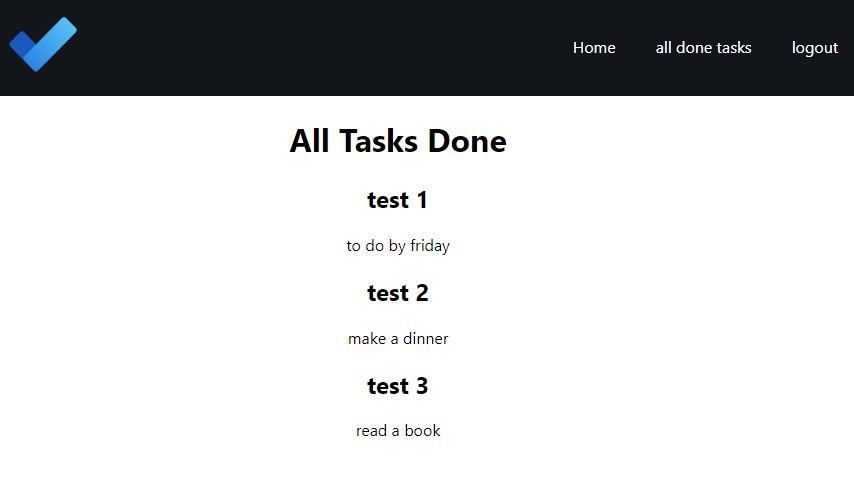 Home all done tasks logout
All Tasks Done
test 1
to do by friday
test 2
make a dinner
test 3
read a book